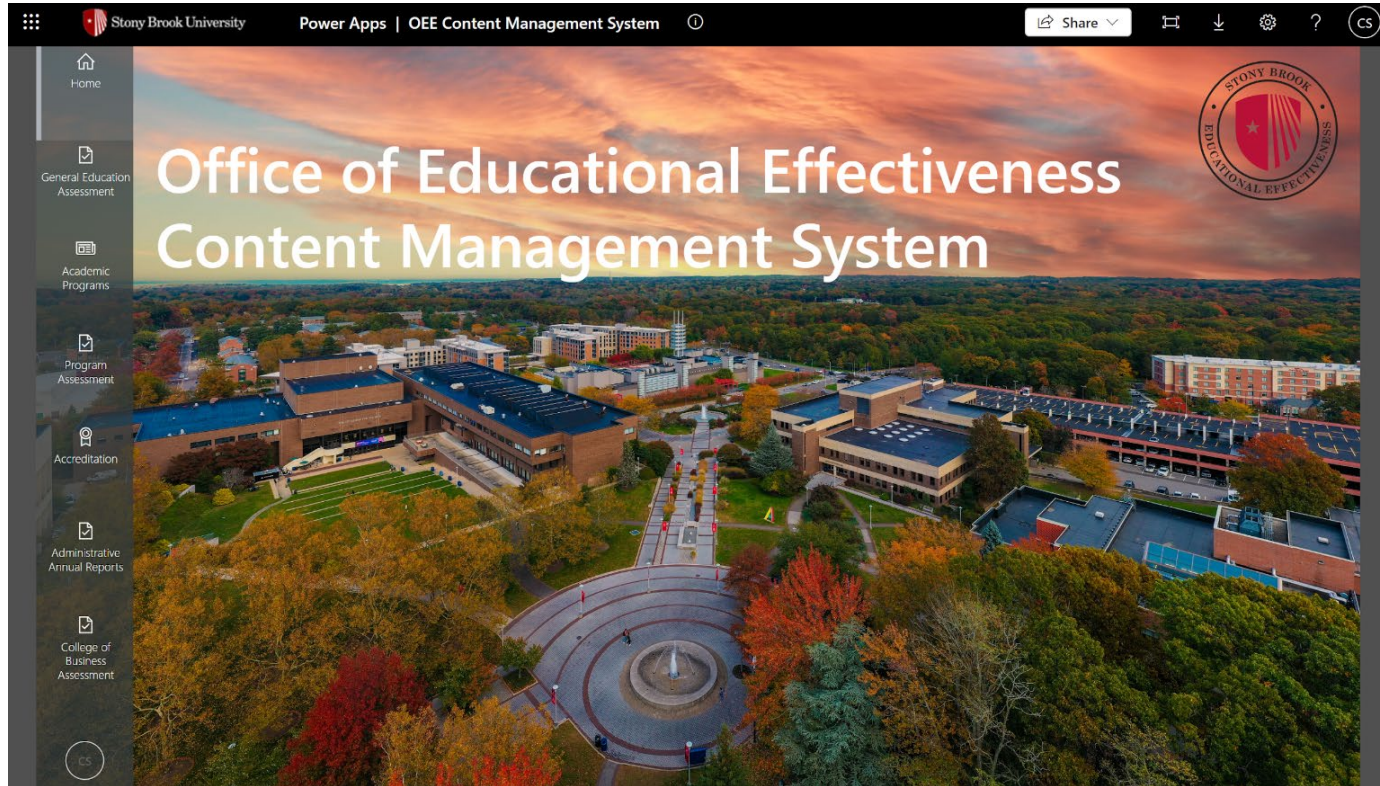 Stony Brook University
Power Apps | OEE Content Management System
Share
?
CS
Home
General Education
Assessment
Academic
Programs
Program
Assessment
Accreditation
Administrative
Annual Reports
College of
Business
Assessment
CS
Office of Educational Effectiveness
Content Management System
STONY BROOK
EDUCATIONAL EFFECTIVENESS